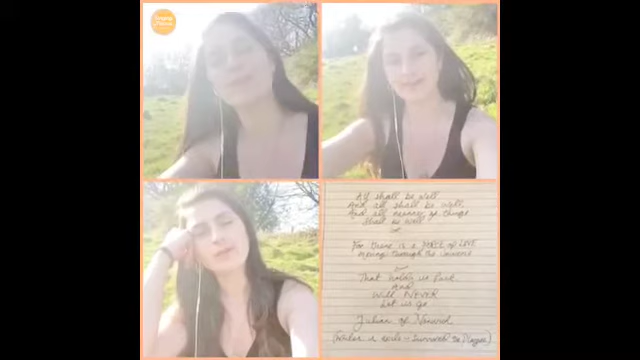 All shall be well
And all shall be well,
And all manner of things
Shall be well
For there is a FORCE of LOVE
moving through the Universe
That holds us fast
And
Will NEVER
Let us go
Julian of Norwich